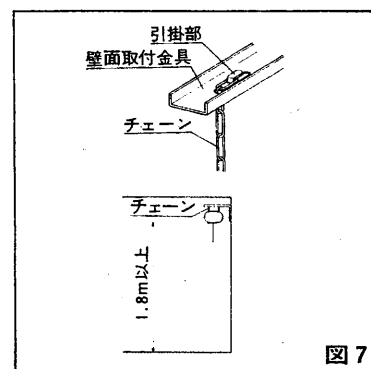 引掛部
壁面取付金具
チェーン
チェーン
1.8m以上
図7